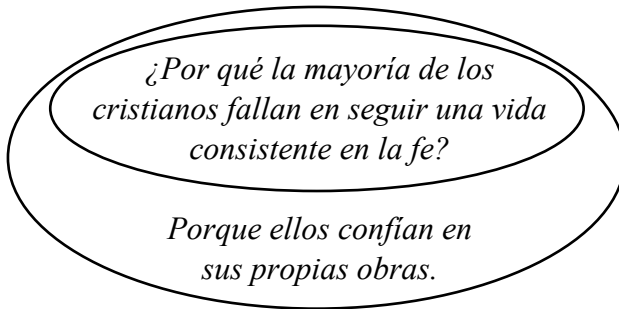 ¿Por qué la mayoría de los
cristianos fallan en seguir una vida
consistente en la fe?
Porque ellos confían en
sus propias obras.